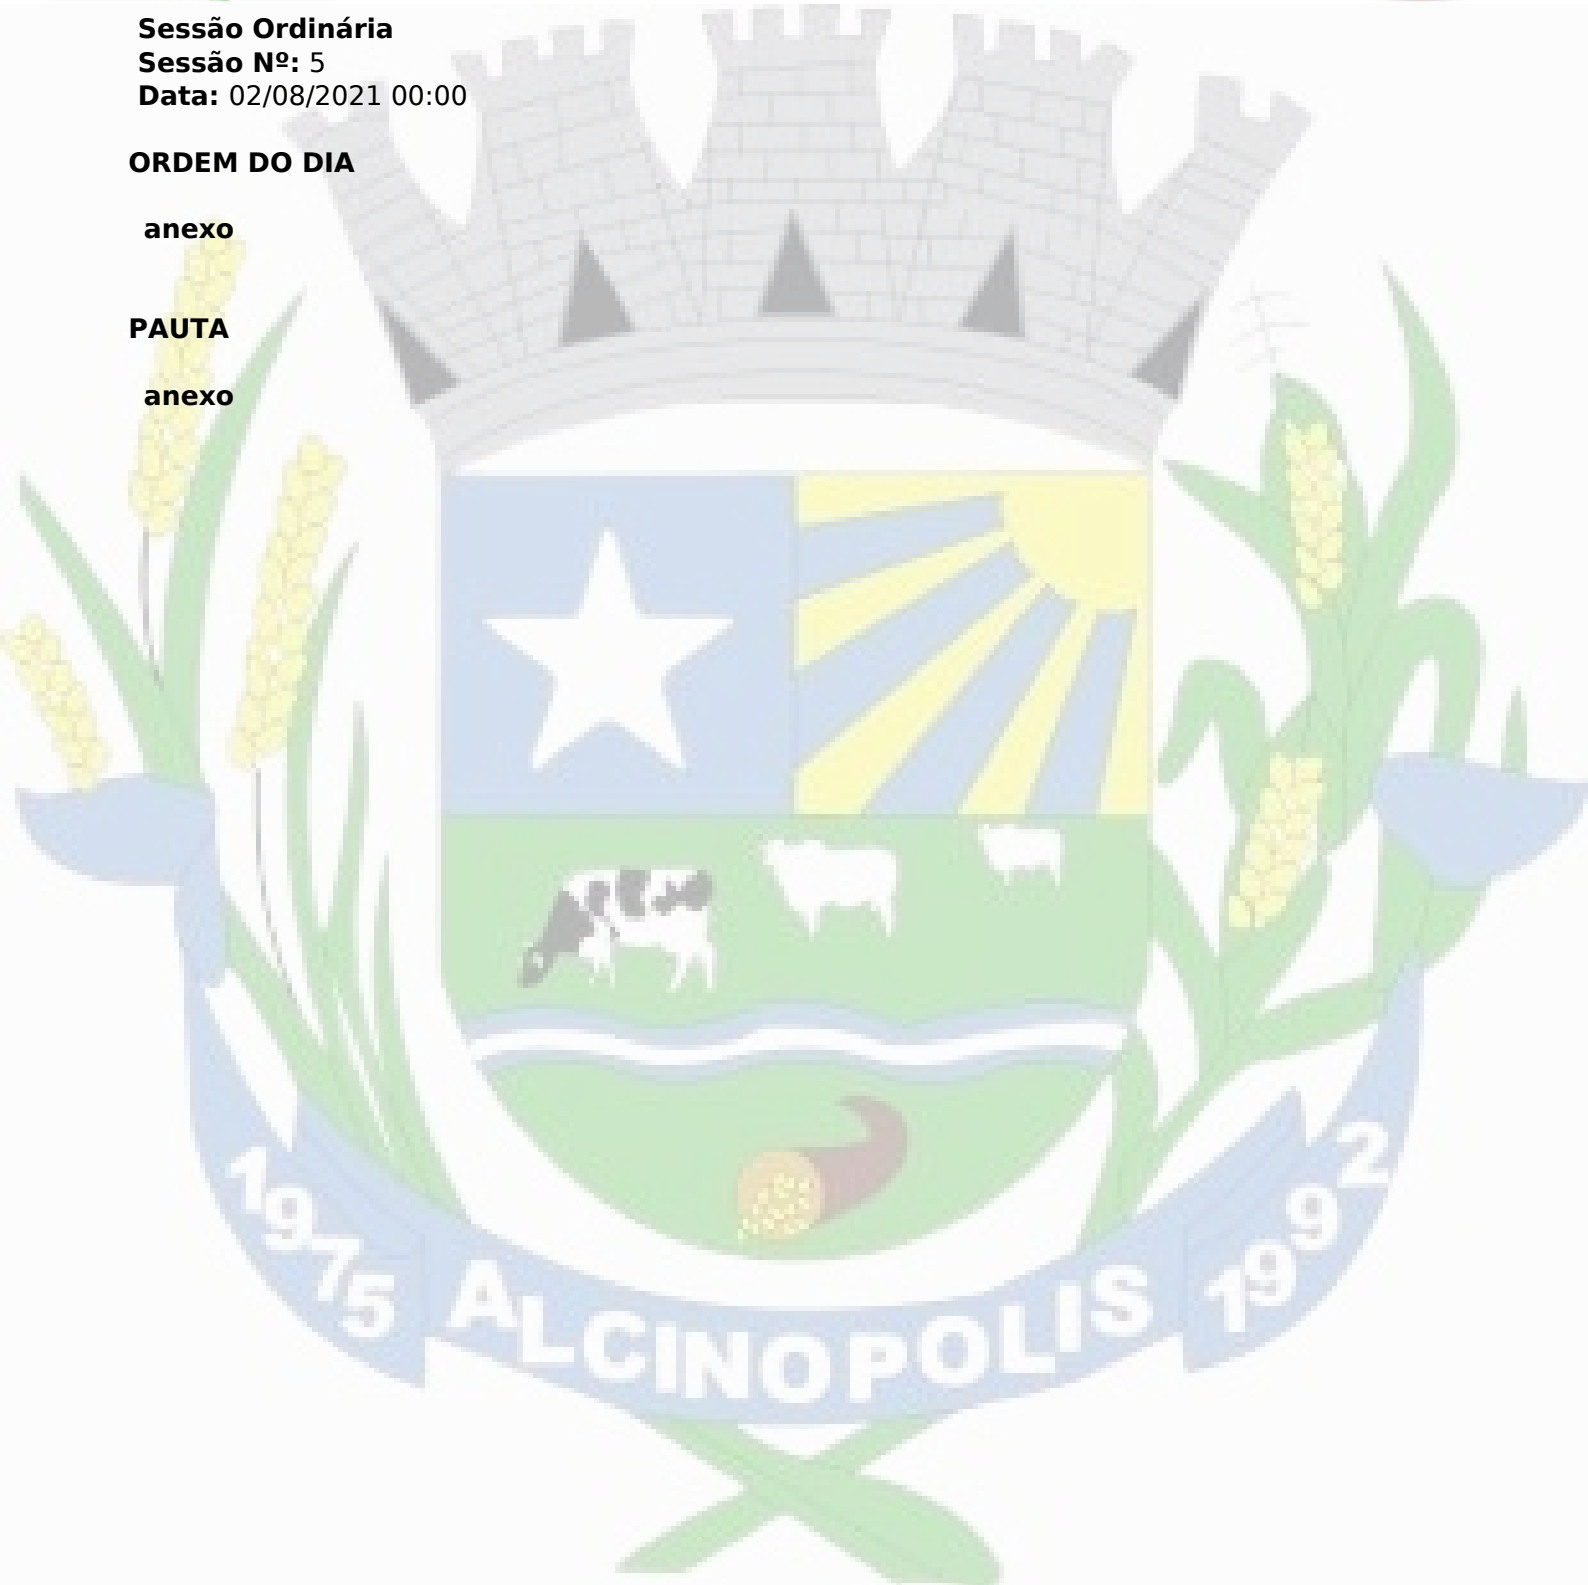 Sessão Ordinária
Sessão Nº: 5
Data: 02/08/2021 00:00
ORDEM DO DIA
anexo
PAUTA
anexo
1975 ALCINOPOLIS 1992